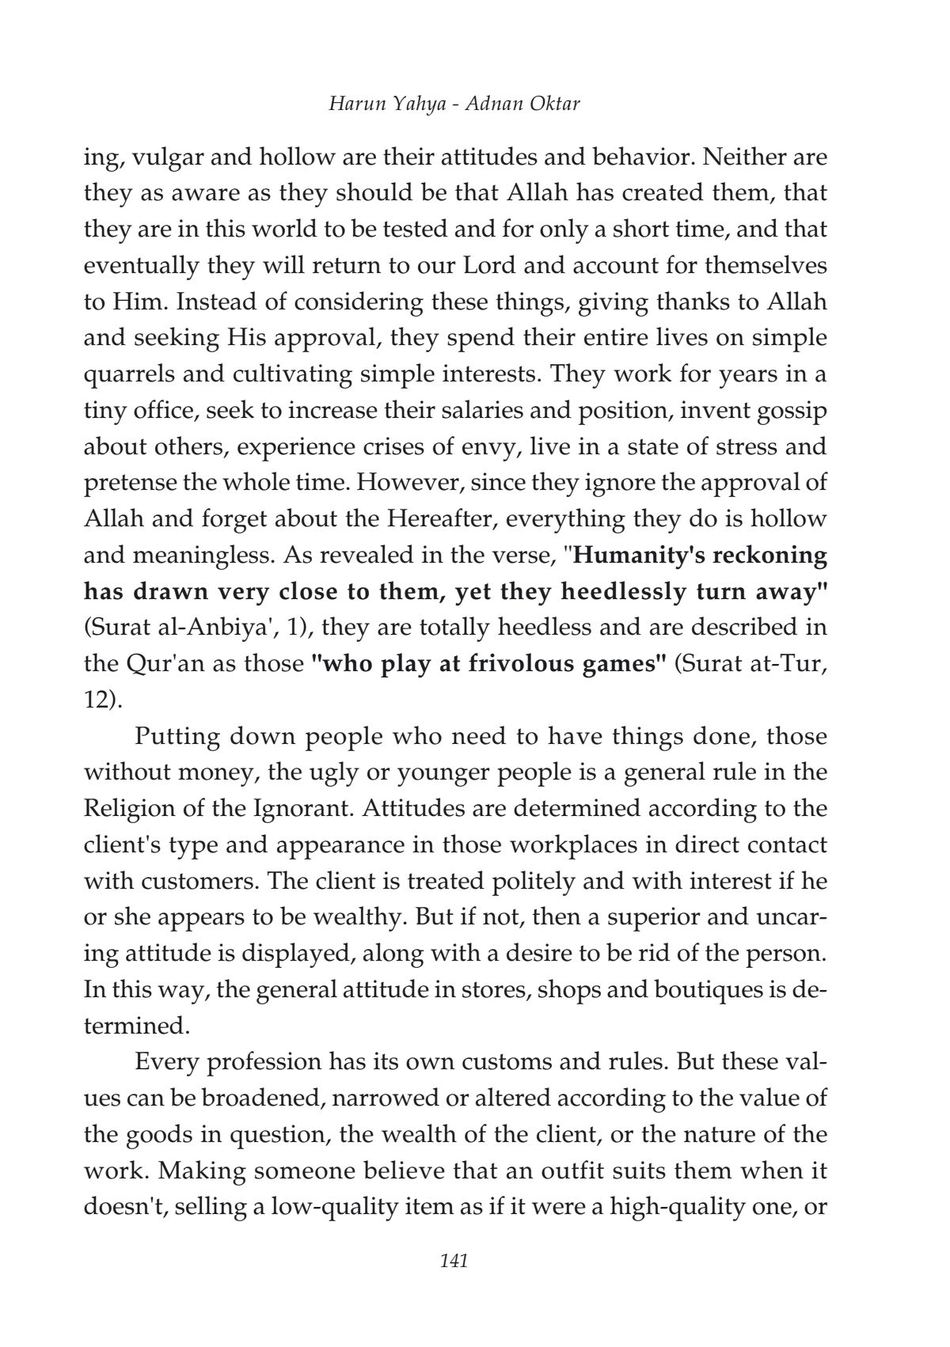 Harun Yahya - Adnan Oktar
ing, vulgar and hollow are their attitudes and behavior. Neither are
they as aware as they should be that Allah has created them, that
they are in this world to be tested and for only a short time, and that
eventually they will return to our Lord and account for themselves
to Him. Instead of considering these things, giving thanks to Allah
and seeking His approval, they spend their entire lives on simple
quarrels and cultivating simple interests. They work for years in a
tiny office, seek to increase their salaries and position, invent gossip
about others, experience crises of envy, live in a state of stress and
pretense the whole time. However, since they ignore the approval of
Allah and forget about the Hereafter, everything they do is hollow
and meaningless. As revealed in the verse, "Humanity's reckoning
has drawn very close to them, yet they heedlessly turn away"
(Surat al-Anbiya', 1), they are totally heedless and are described in
the Qur'an as those "who play at frivolous games" (Surat at-Tur,
12).
Putting down people who need to have things done, those
without money, the ugly or younger people is a general rule in the
Religion of the Ignorant. Attitudes are determined according to the
client's type and appearance in those workplaces in direct contact
with customers. The client is treated politely and with interest if he
or she appears to be wealthy. But if not, then a superior and uncar-
ing attitude is displayed, along with a desire to be rid of the person.
In this way, the general attitude in stores, shops and boutiques is de-
termined.
Every profession has its own customs and rules. But these val-
ues can be broadened, narrowed or altered according to the value of
the goods in question, the wealth of the client, or the nature of the
work. Making someone believe that an outfit suits them when it
doesn't, selling a low-quality item as if it were a high-quality one, or
141